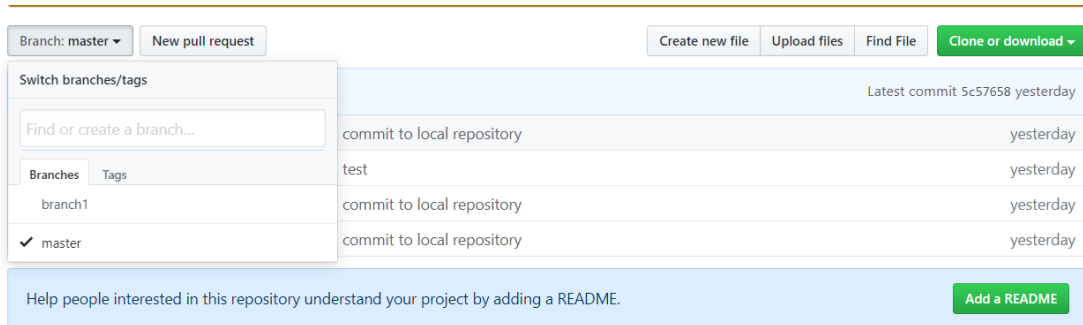 Branch: master New pull request Create new file Upload files Find File Clone or download
Switch branches/tags
Latest commit 5c57658 yesterday
Find or create a branch...
commit to local repository yesterday
Branches Tags
test yesterday
branch1
commit to local repository yesterday
master
commit to local repository yesterday
Help people interested in this repository understand your project by adding a README. Add a README